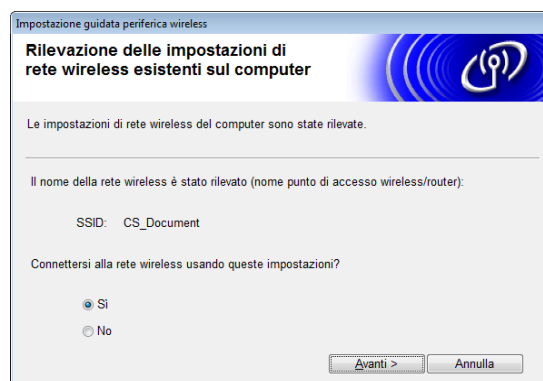 Impostazione guidata periferica wireless
Rilevazione delle impostazioni di
rete wireless esistenti sul computer
Le impostazioni di rete wireless del computer sono state rilevate.
Il nome della rete wireless è stato rilevato (nome punto di accesso wireless/router):
SSID: CS_Document
Connettersi alla rete wireless usando queste impostazioni?
Sì
No
Avanti > Annulla